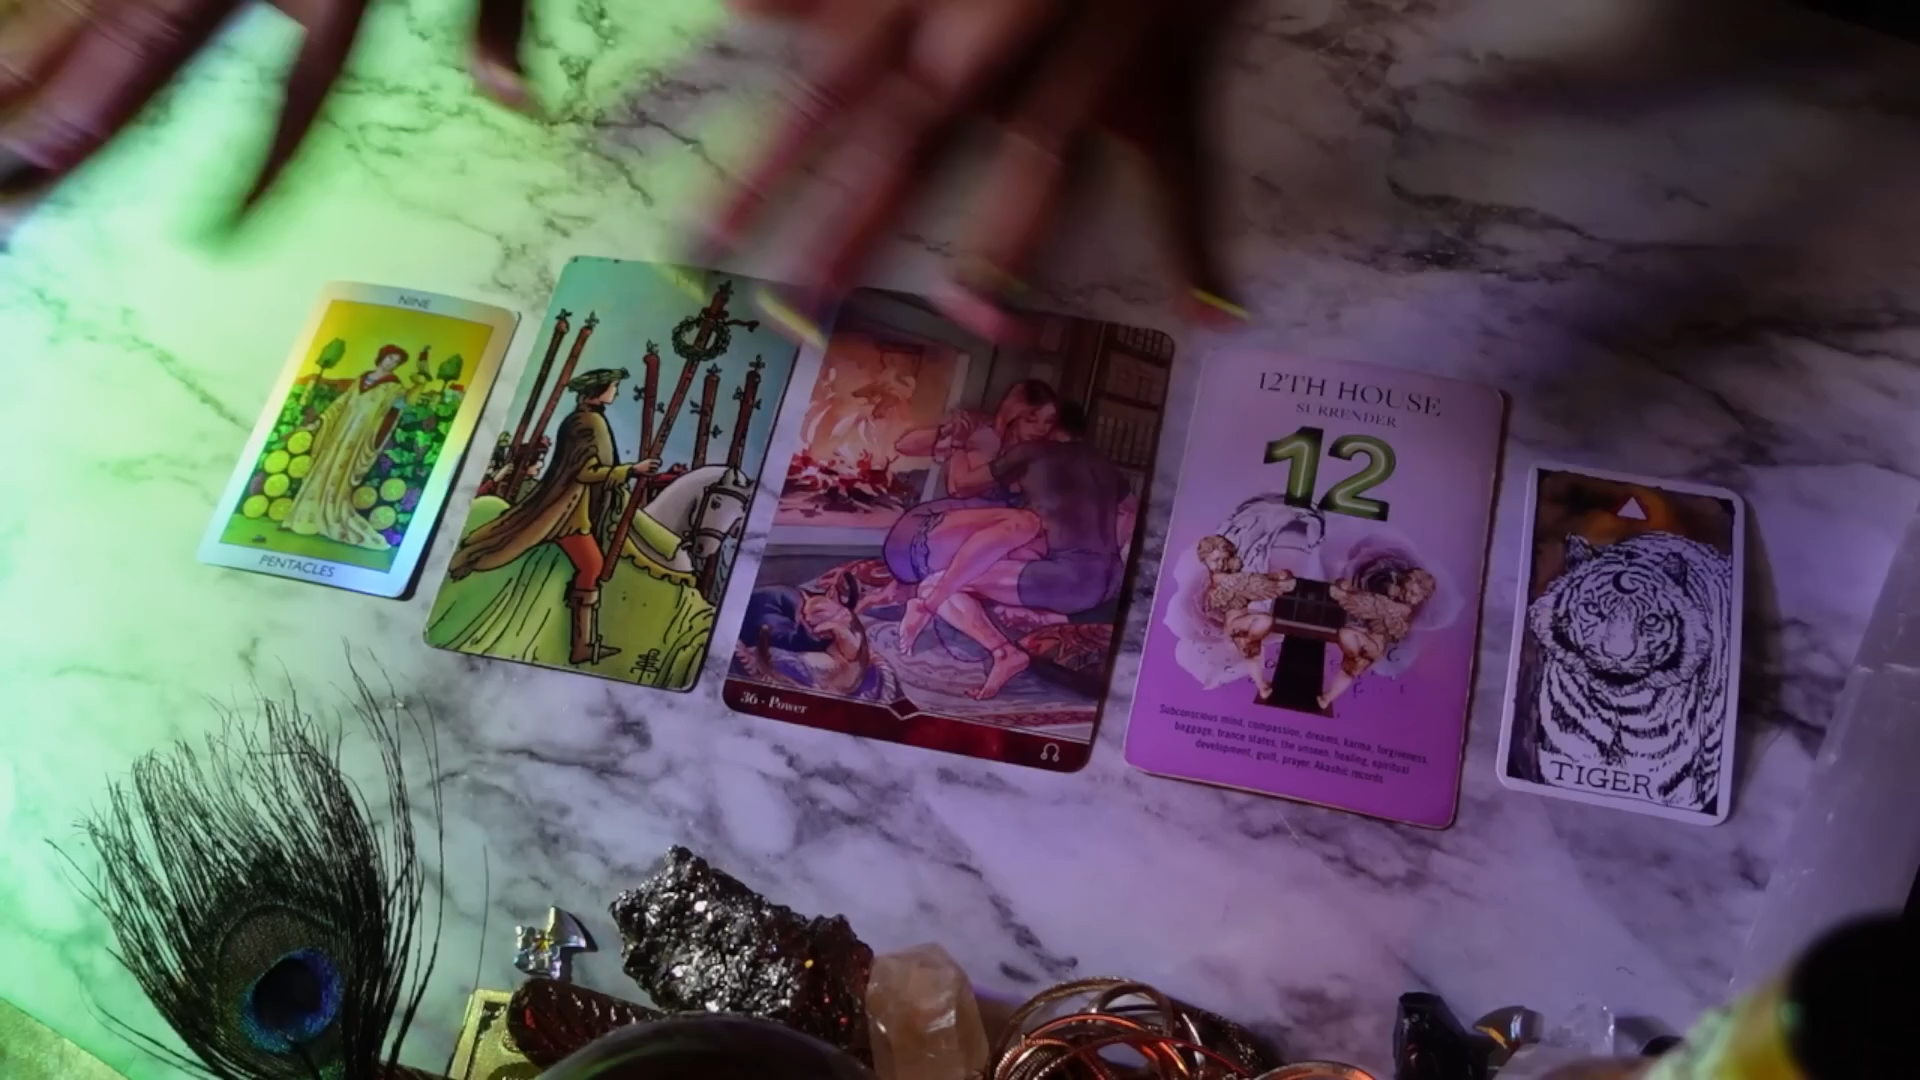 NINE
PENTACLES
36 · Power
12TH HOUSE
SURRENDER
12
Subconscious mind, compassion, dreams, karma, forgiveness,
baggage, trance states, the unseen, healing, spiritual
development, guilt, prayer, Akashic records
TIGER